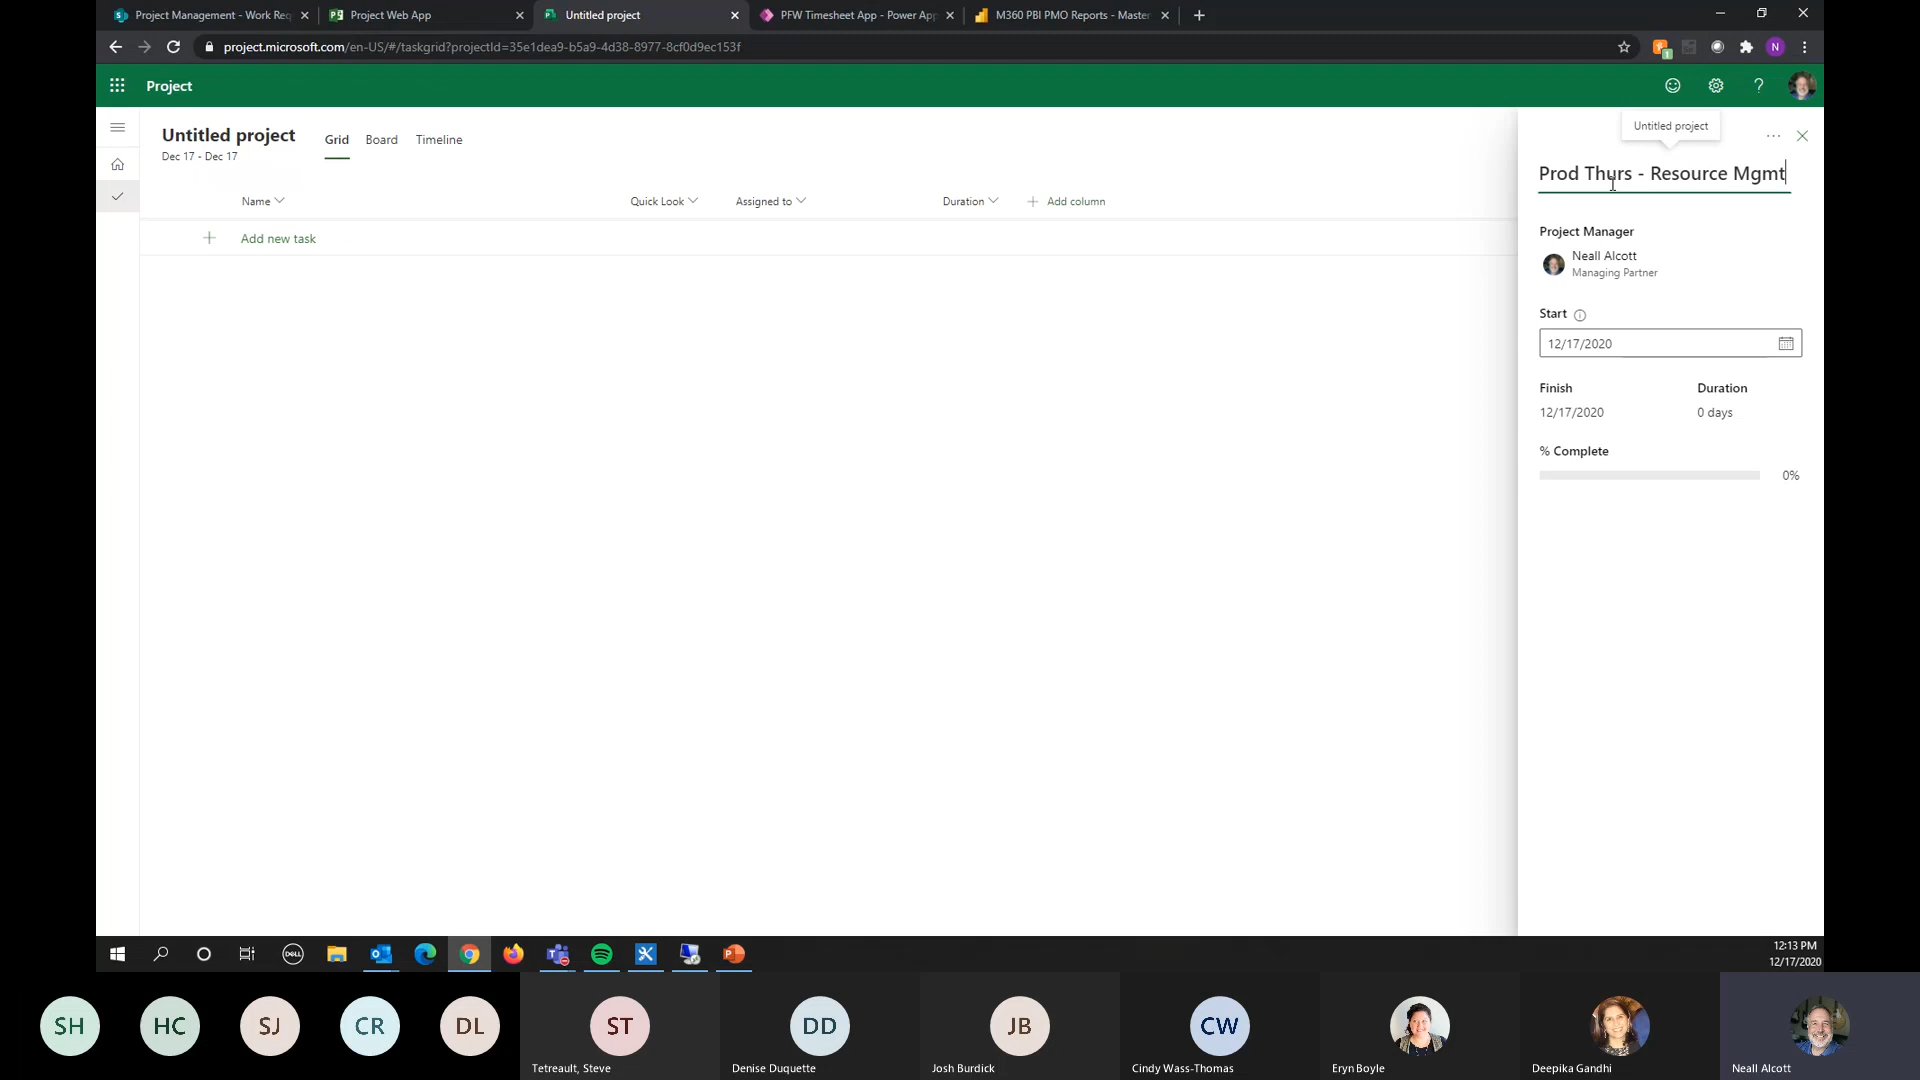 Project Management - Work Req
Project Web App
Untitled project
PFW Timesheet App - Power App
M360 PBI PMO Reports - Master
project.microsoft.com/en-US/#/taskgrid?projectId=35e1dea9-b5a9-4d38-8977-8cf0d9ec153f
N
Project
?
Untitled project
Dec 17 - Dec 17
Grid
Board
Timeline
Untitled project
Prod Thurs - Resource Mgmt
Name
Quick Look
Assigned to
Duration
Add column
Add new task
Project Manager
Neall Alcott
Managing Partner
Start
12/17/2020
Finish
Duration
12/17/2020
0 days
% Complete
0%
DELL
12:13 PM
12/17/2020
SH
HC
SJ
CR
DL
ST
DD
JB
CW
Tetreault, Steve
Denise Duquette
Josh Burdick
Cindy Wass-Thomas
Eryn Boyle
Deepika Gandhi
Neall Alcott